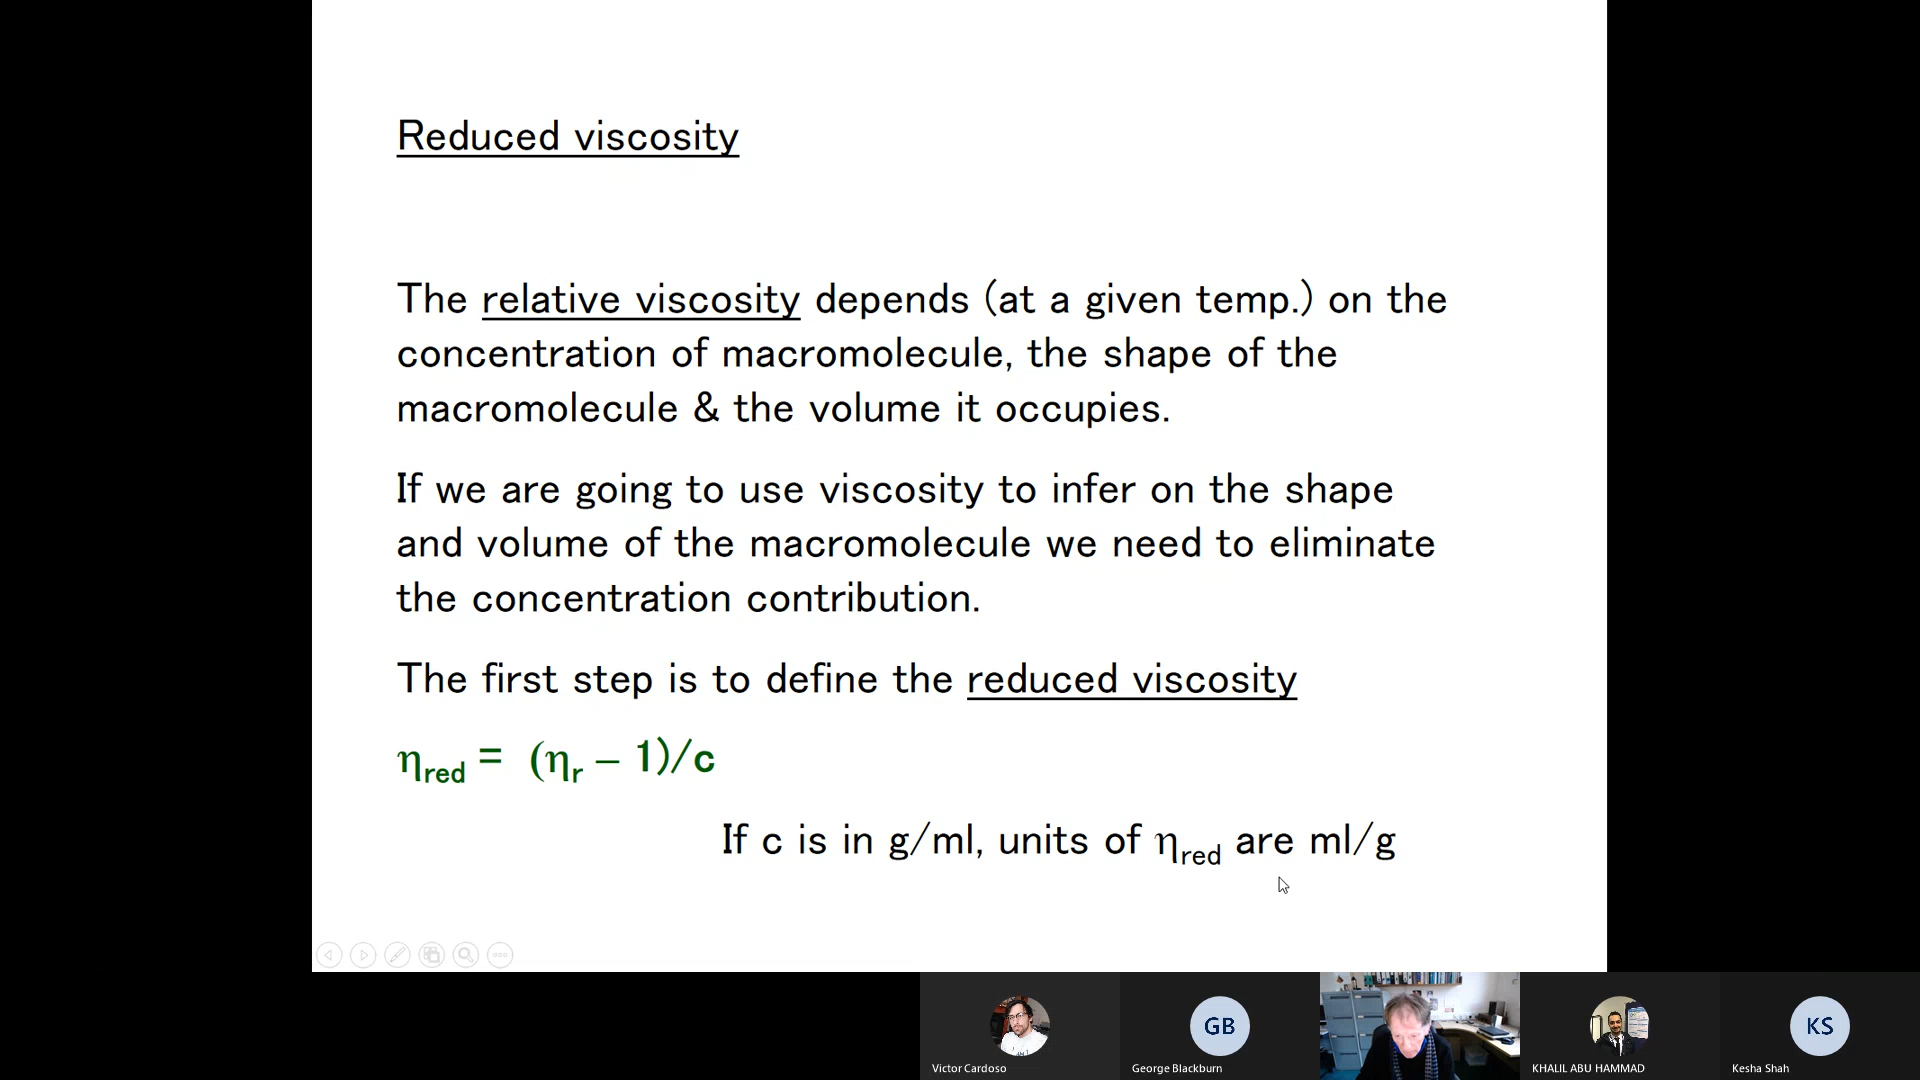 Reduced viscosity
The relative viscosity depends (at a given temp.) on the
concentration of macromolecule, the shape of the
macromolecule & the volume it occupies.
If we are going to use viscosity to infer on the shape
and volume of the macromolecule we need to eliminate
the concentration contribution.
The first step is to define the reduced viscosity
ηred = (ηr – 1)/c
If c is in g/ml, units of ηred are ml/g
GB
KS
Victor Cardoso
George Blackburn
KHALIL ABU HAMMAD
Kesha Shah